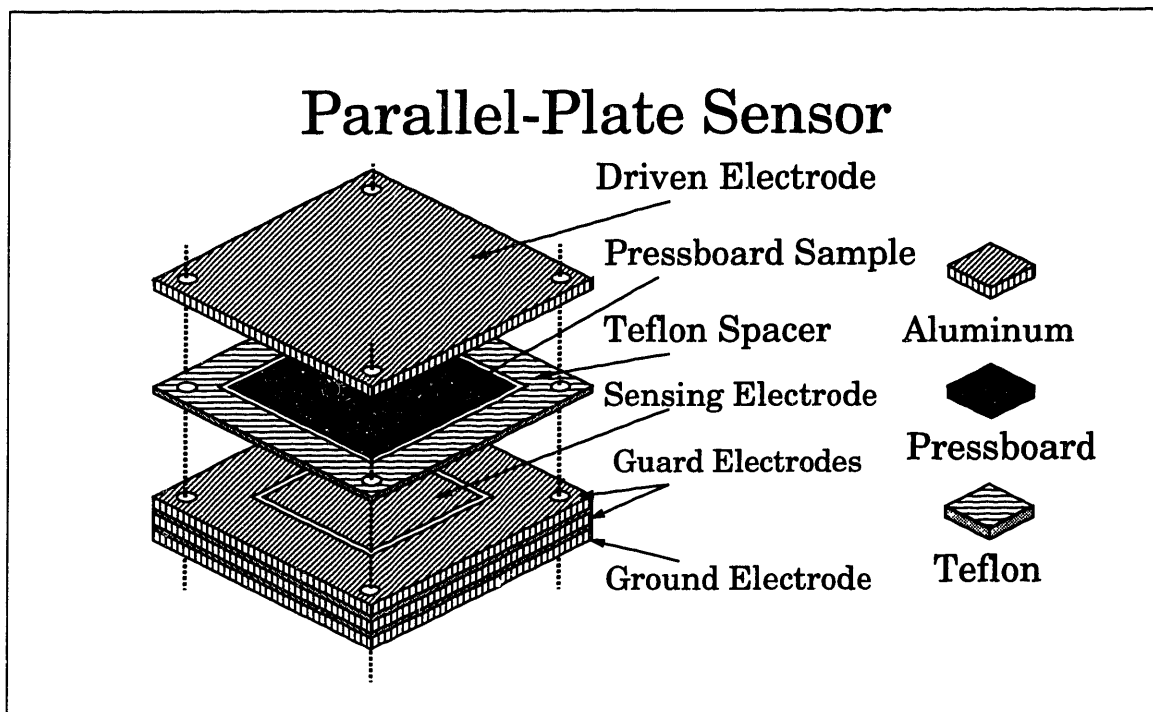 Parallel-Plate Sensor
Driven Electrode
Pressboard Sample
Teflon Spacer
Sensing Electrode
Guard Electrodes
Ground Electrode
Aluminum
Pressboard
Teflon